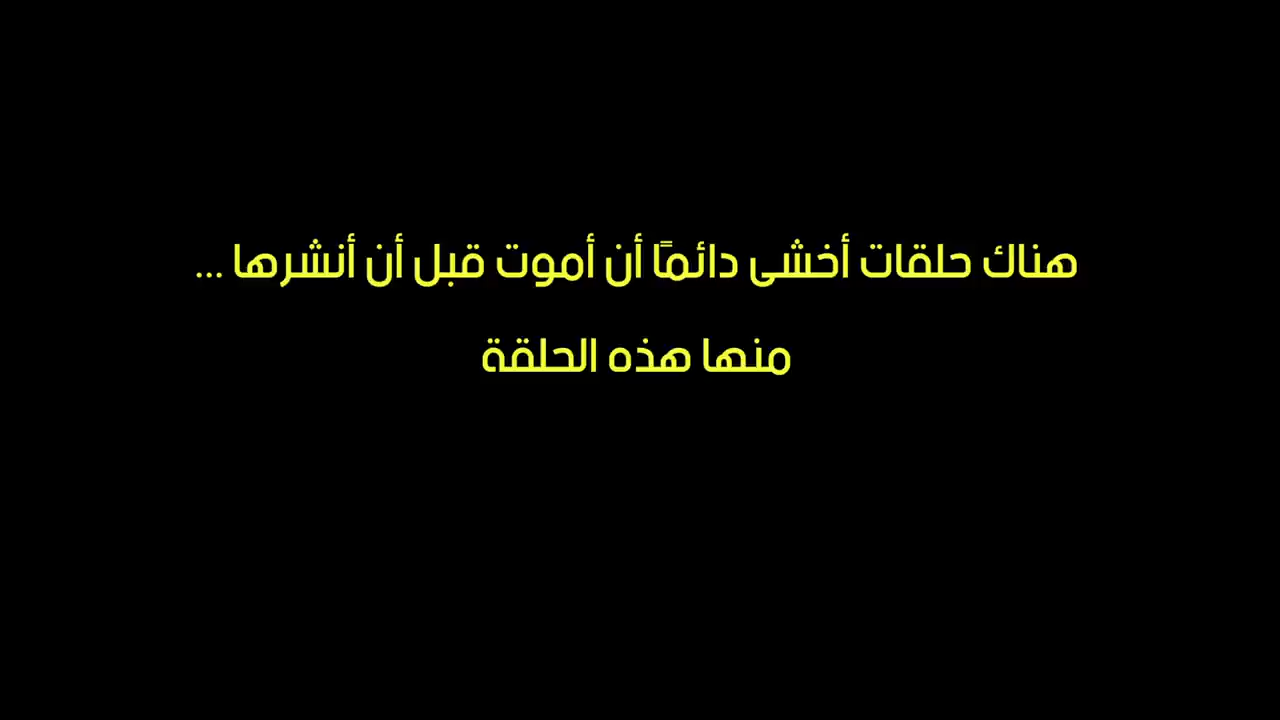 هناك حلقات أخشى دائمًا أن أموت قبل أن أنشرها ...
منها هذه الحلقة